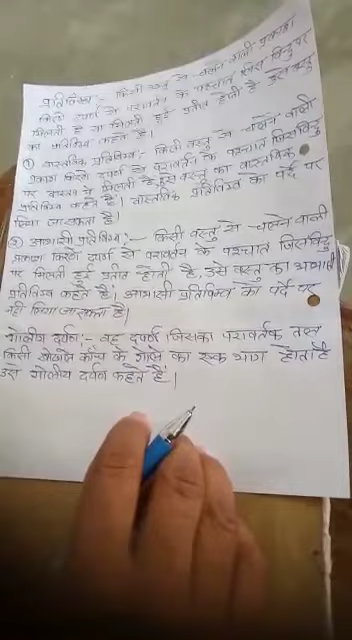 प्रतिबिम्ब :- किसी वस्तु से चलने वाली प्रकाश
किरणें दर्पण से परावर्तन के पश्चात जिस बिन्दु पर
मिलती है या मिलती हुई प्रतीत होती है उस वस्तु
का प्रतिबिम्ब कहते है।
① वास्तविक प्रतिबिम्ब :- किसी वस्तु से चलने वाली
प्रकाश किरणें दर्पण से परावर्तन के पश्चात जिस बिन्दु
पर वास्तव में मिलती है उस वस्तु का वास्तविक
प्रतिबिम्ब कहते है। वास्तविक प्रतिबिम्ब को पर्दे पर
लिया जा सकता है।
② आभासी प्रतिबिम्ब :- किसी वस्तु से चलने वाली
प्रकाश किरणें दर्पण से परावर्तन के पश्चात जिस बिन्दु
पर मिलती हुई प्रतीत होती है, उसे वस्तु का आभासी
प्रतिबिम्ब कहते है। आभासी प्रतिबिम्ब को पर्दे पर
नही लिया जा सकता है।
गोलीय दर्पण :- वह दर्पण जिसका परावर्तक तल
किसी खोखले काँच के गोले का एक भाग होता है
उसे गोलीय दर्पण कहते है।